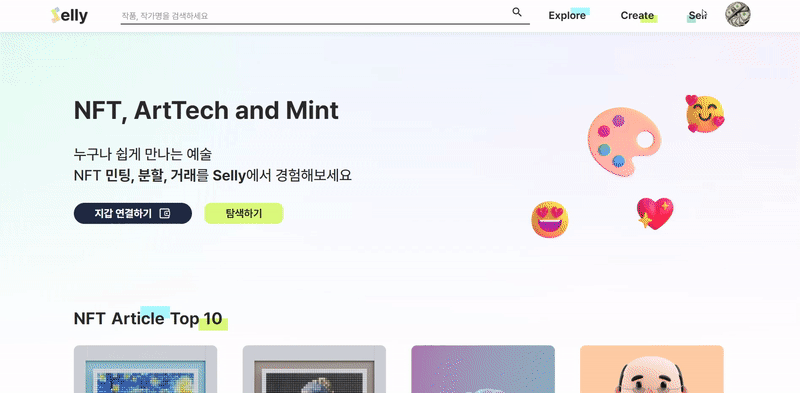 Selly
작품, 작가명을 검색하세요
Explore
Create
Sell
NFT, ArtTech and Mint
누구나 쉽게 만나는 예술
NFT 민팅, 분할, 거래를 Selly에서 경험해보세요
지갑 연결하기
탐색하기
NFT Article Top 10